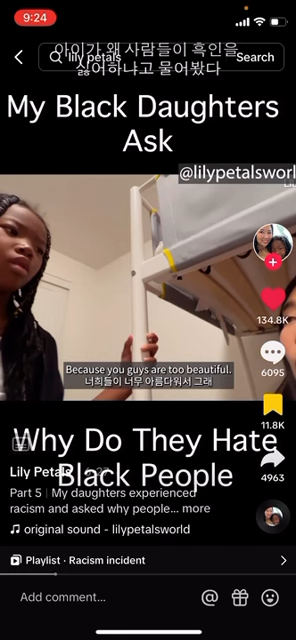 9:24
아이가 왜 사람들이 흑인을
싫어하냐고 물어봤다
lily petals
Search
My Black Daughters
Ask
@lilypetalsworl
134.8K
Because you guys are too beautiful.
너희들이 너무 아름다워서 그래
6095
11.8K
Why Do They Hate
Black People
4963
Lily Petals
Part 5 | My daughters experienced
racism and asked why people... more
original sound - lilypetalsworld
Playlist · Racism incident
Add comment...